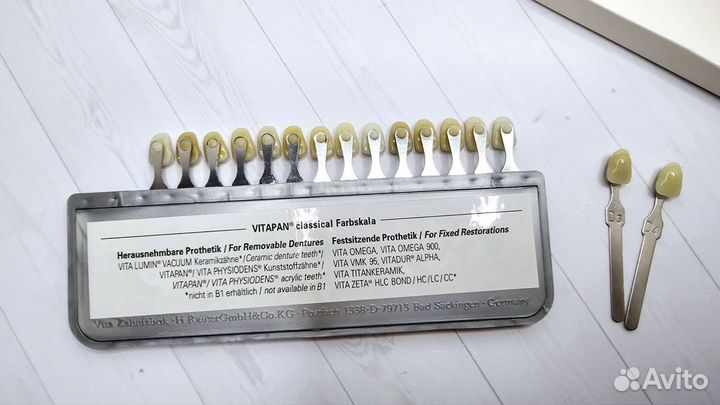 VITAPAN® classical Farbskala
Herausnehmbare Prothetik / For Removable Dentures
VITA LUMIN® VACUUM Keramikzähne*/Ceramic denture teeth*/
VITAPAN®/ VITA PHYSIODENS® Kunststoffzähne*/
VITAPAN®/ VITA PHYSIODENS® acrylic teeth*
*nicht in B1 erhältlich / not available in B1
Festsitzende Prothetik / For Fixed Restorations
VITA OMEGA, VITA OMEGA 900,
VITA VMK 95, VITADUR® ALPHA,
VITA TITANKERAMIK,
VITA ZETA® HLC BOND / HC/LC/CC*
Vita Zahnfabrik · H. Rauter GmbH & Co. KG · Postfach 1338 · D-79713 Bad Säckingen · Germany
D3
D4
Avito